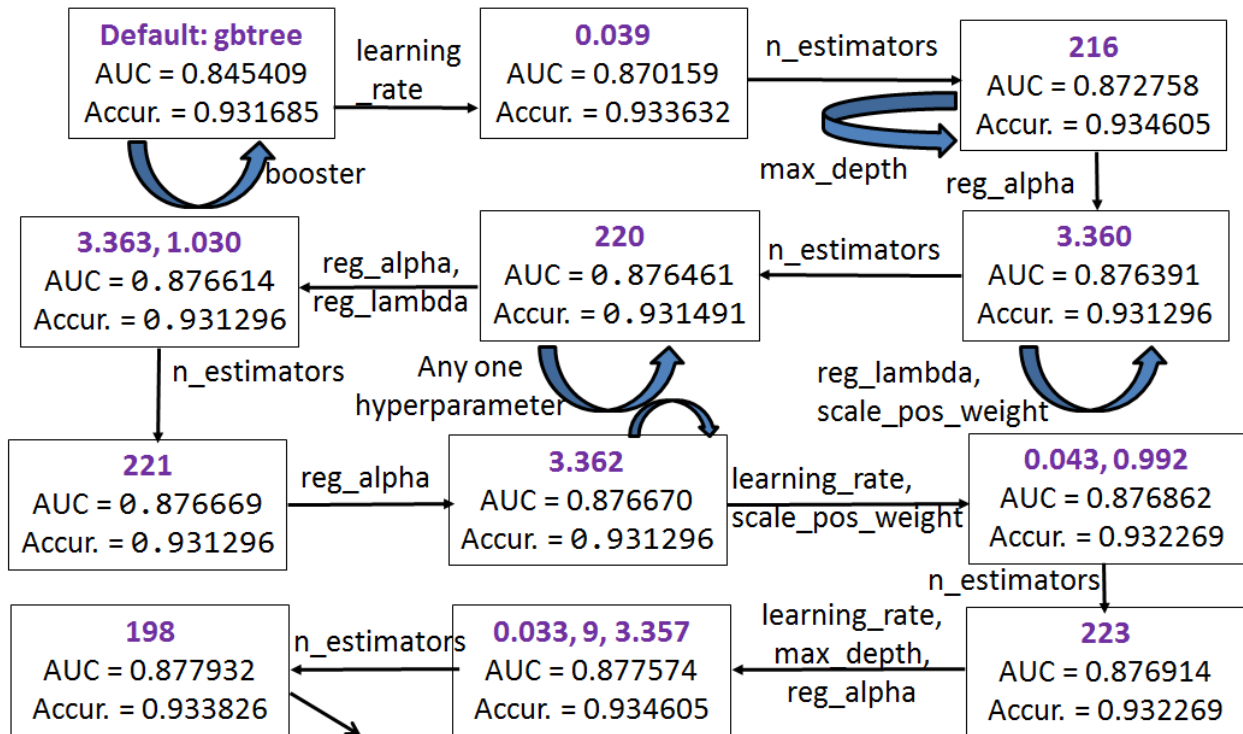 Default: gbtree
AUC = 0.845409
Accur. = 0.931685
learning
_rate
0.039
AUC = 0.870159
Accur. = 0.933632
n_estimators
216
AUC = 0.872758
Accur. = 0.934605
booster
max_depth
reg_alpha
3.360
AUC = 0.876391
Accur. = 0.931296
n_estimators
220
AUC = 0.876461
Accur. = 0.931491
reg_alpha,
reg_lambda
3.363, 1.030
AUC = 0.876614
Accur. = 0.931296
n_estimators
Any one
hyperparameter
reg_lambda,
scale_pos_weight
221
AUC = 0.876669
Accur. = 0.931296
reg_alpha
3.362
AUC = 0.876670
Accur. = 0.931296
learning_rate,
scale_pos_weight
0.043, 0.992
AUC = 0.876862
Accur. = 0.932269
n_estimators
223
AUC = 0.876914
Accur. = 0.932269
learning_rate,
max_depth,
reg_alpha
0.033, 9, 3.357
AUC = 0.877574
Accur. = 0.934605
n_estimators
198
AUC = 0.877932
Accur. = 0.933826